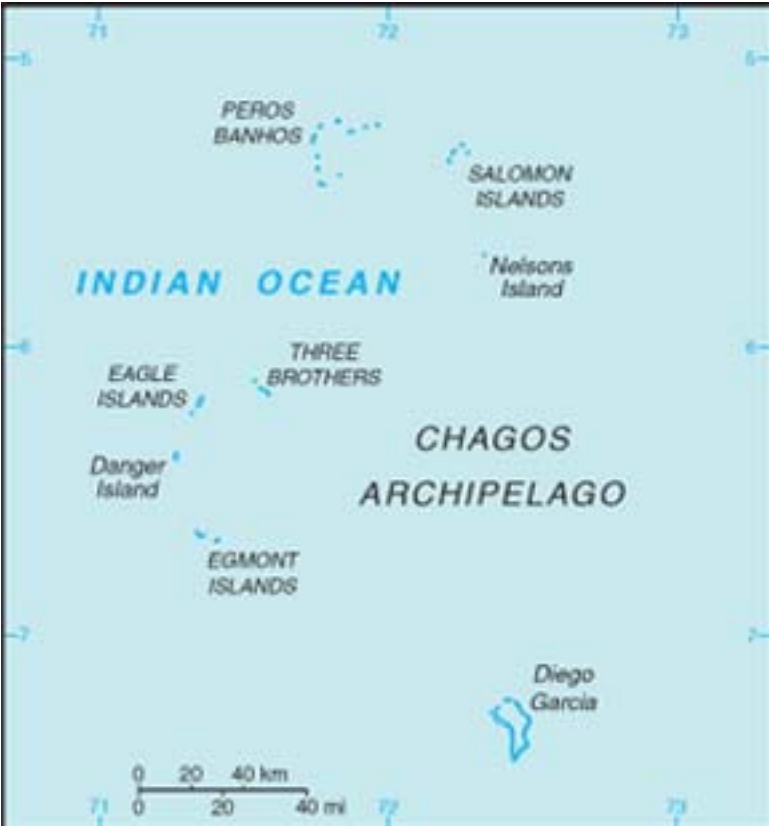 71 72 73
5 5
PEROS
BANHOS
SALOMON
ISLANDS
Nelsons
Island
INDIAN OCEAN
6 6
THREE
BROTHERS
EAGLE
ISLANDS
CHAGOS
ARCHIPELAGO
Danger
Island
EGMONT
ISLANDS
7 7
Diego
Garcia
0 20 40 km
0 20 40 mi
71 72 73